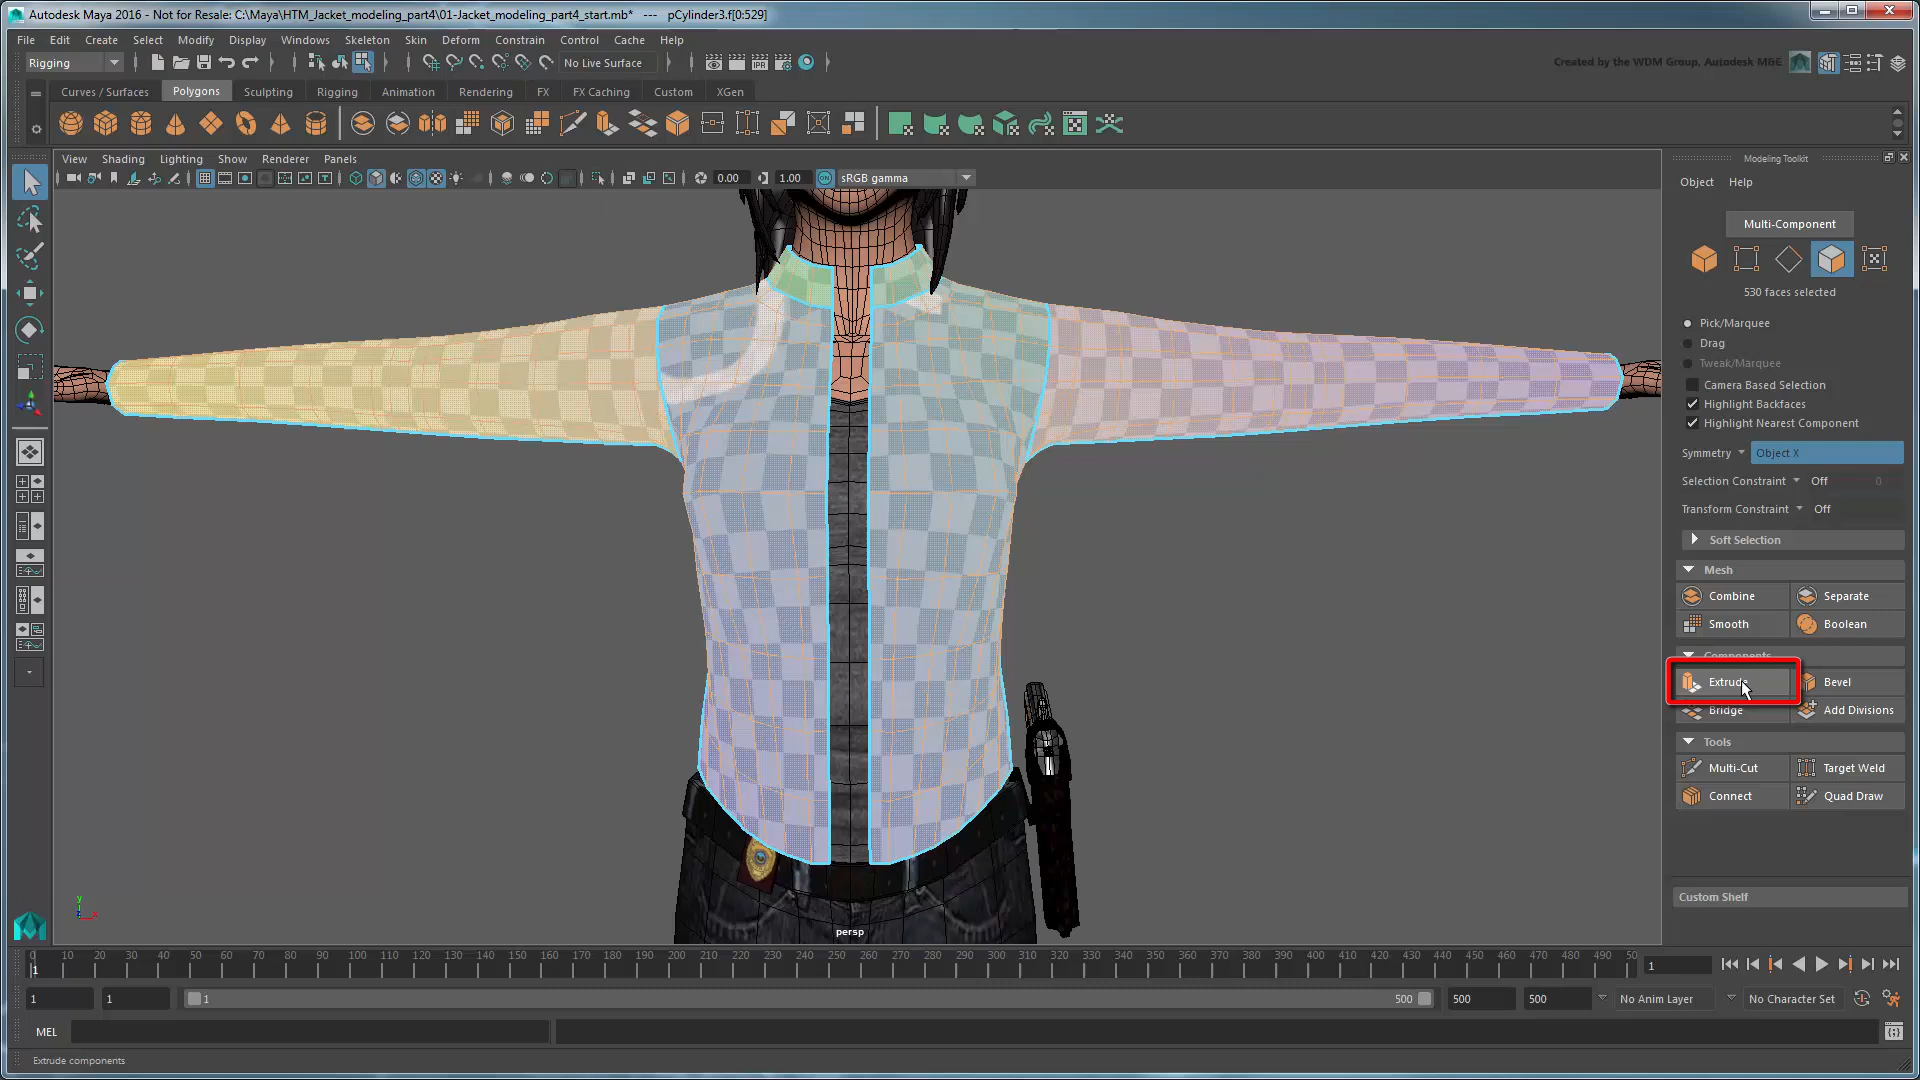 Autodesk Maya 2016 - Not for Resale: C:\Maya\HTM_Jacket_modeling_part4\01-Jacket_modeling_part4_start.mb*   ---   pCylinder3.f[0:529]
File Edit Create Select Modify Display Windows Skeleton Skin Deform Constrain Control Cache Help
Rigging
No Live Surface
IPR
Created by the WDM Group, Autodesk M&E
Curves / Surfaces Polygons Sculpting Rigging Animation Rendering FX FX Caching Custom XGen
View Shading Lighting Show Renderer Panels
0.00 1.00 ON sRGB gamma
Modeling Toolkit
Object Help
Multi-Component
530 faces selected
Pick/Marquee
Drag
Tweak/Marquee
Camera Based Selection
Highlight Backfaces
Highlight Nearest Component
Symmetry Object X
Selection Constraint Off 0
Transform Constraint Off
Soft Selection
Mesh
Combine Separate
Smooth Boolean
Components
Extrude Bevel
Bridge Add Divisions
Tools
Multi-Cut Target Weld
Connect Quad Draw
Custom Shelf
y
z x
persp
0 10 20 30 40 50 60 70 80 90 100 110 120 130 140 150 160 170 180 190 200 210 220 230 240 250 260 270 280 290 300 310 320 330 340 350 360 370 380 390 400 410 420 430 440 450 460 470 480 490 50
1 1
1 1 1 500 500 500 No Anim Layer No Character Set
MEL
Extrude components